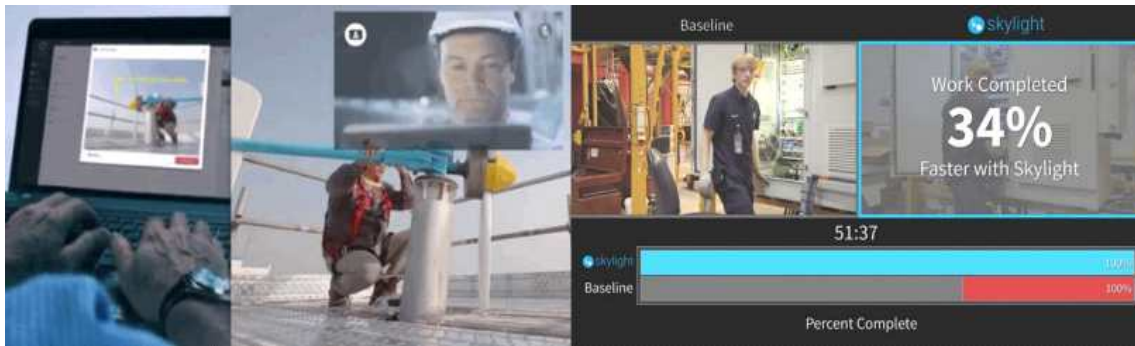 Baseline
skylight
Work Completed
34%
Faster with Skylight
51:37
skylight
100%
Baseline
100%
Percent Complete